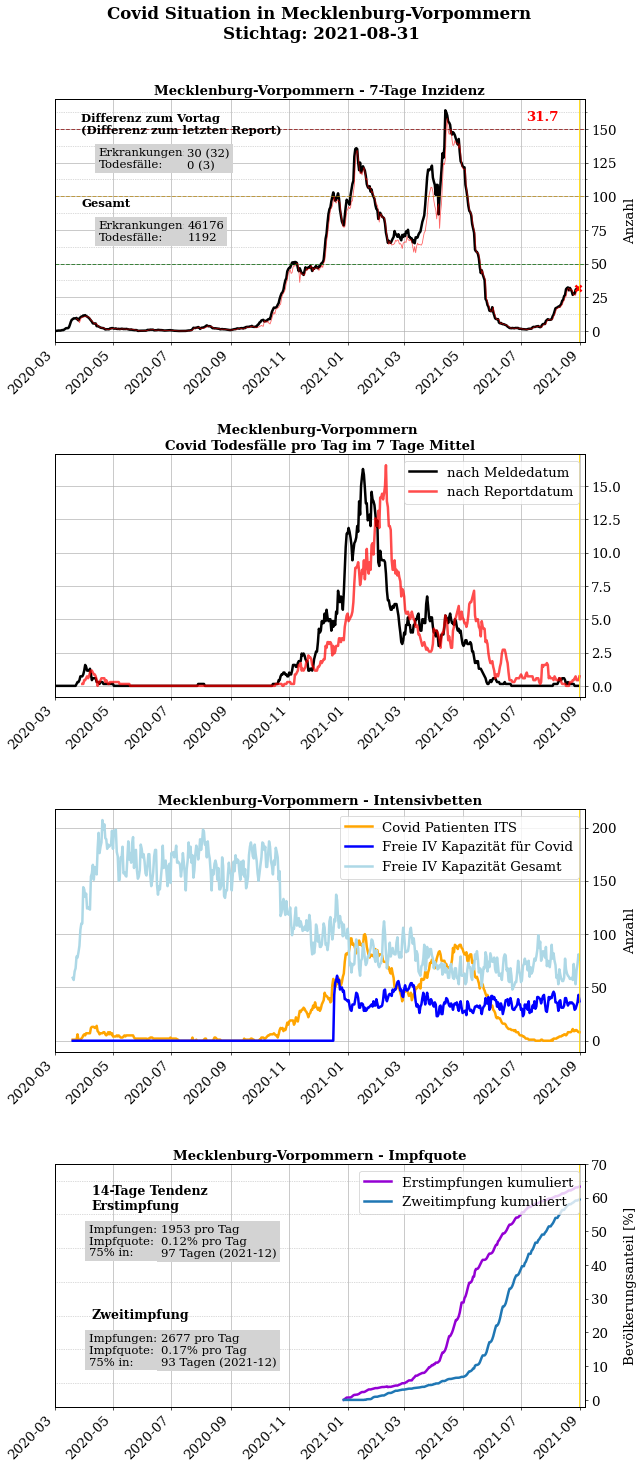 Covid Situation in Mecklenburg-Vorpommern
Stichtag: 2021-08-31
Mecklenburg-Vorpommern - 7-Tage Inzidenz
Differenz zum Vortag
(Differenz zum letzten Report)
Erkrankungen 30 (32)
Todesfälle: 0 (3)
Gesamt
Erkrankungen 46176
Todesfälle: 1192
31.7
150
125
100
75
50
25
0
Anzahl
2020-03
2020-05
2020-07
2020-09
2020-11
2021-01
2021-03
2021-05
2021-07
2021-09
Mecklenburg-Vorpommern
Covid Todesfälle pro Tag im 7 Tage Mittel
nach Meldedatum
nach Reportdatum
15.0
12.5
10.0
7.5
5.0
2.5
0.0
2020-03
2020-05
2020-07
2020-09
2020-11
2021-01
2021-03
2021-05
2021-07
2021-09
Mecklenburg-Vorpommern - Intensivbetten
Covid Patienten ITS
Freie IV Kapazität für Covid
Freie IV Kapazität Gesamt
200
150
100
50
0
Anzahl
2020-03
2020-05
2020-07
2020-09
2020-11
2021-01
2021-03
2021-05
2021-07
2021-09
Mecklenburg-Vorpommern - Impfquote
14-Tage Tendenz
Erstimpfung
Impfungen: 1953 pro Tag
Impfquote: 0.12% pro Tag
75% in: 97 Tagen (2021-12)
Zweitimpfung
Impfungen: 2677 pro Tag
Impfquote: 0.17% pro Tag
75% in: 93 Tagen (2021-12)
Erstimpfungen kumuliert
Zweitimpfung kumuliert
70
60
50
40
30
20
10
0
Bevölkerungsanteil [%]
2020-03
2020-05
2020-07
2020-09
2020-11
2021-01
2021-03
2021-05
2021-07
2021-09